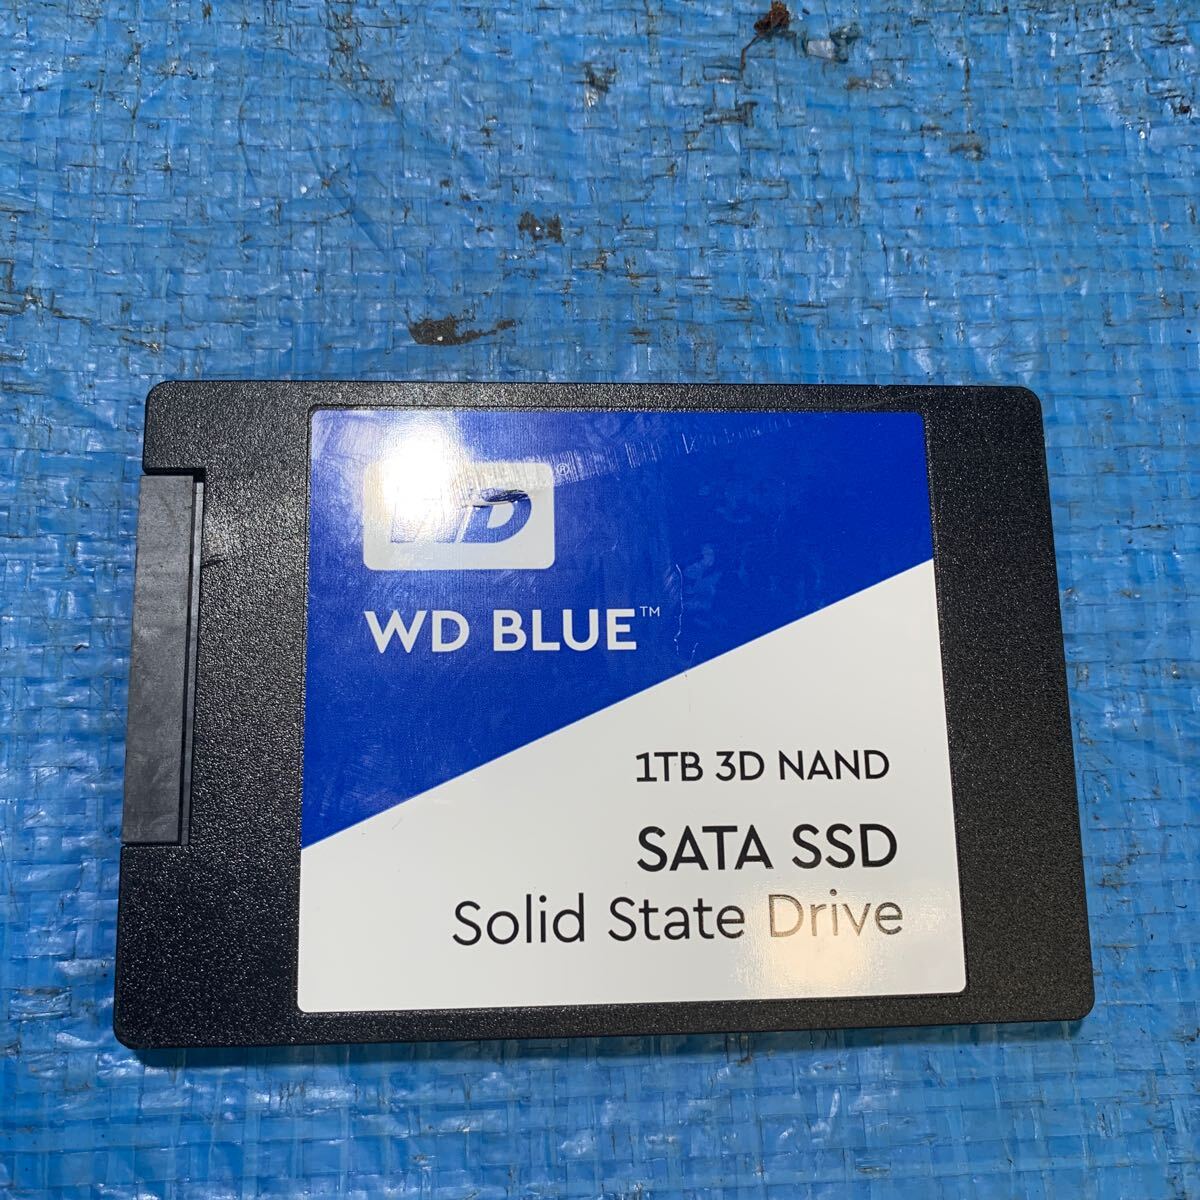 WD®
WD BLUE™
1TB 3D NAND
SATA SSD
Solid State Drive